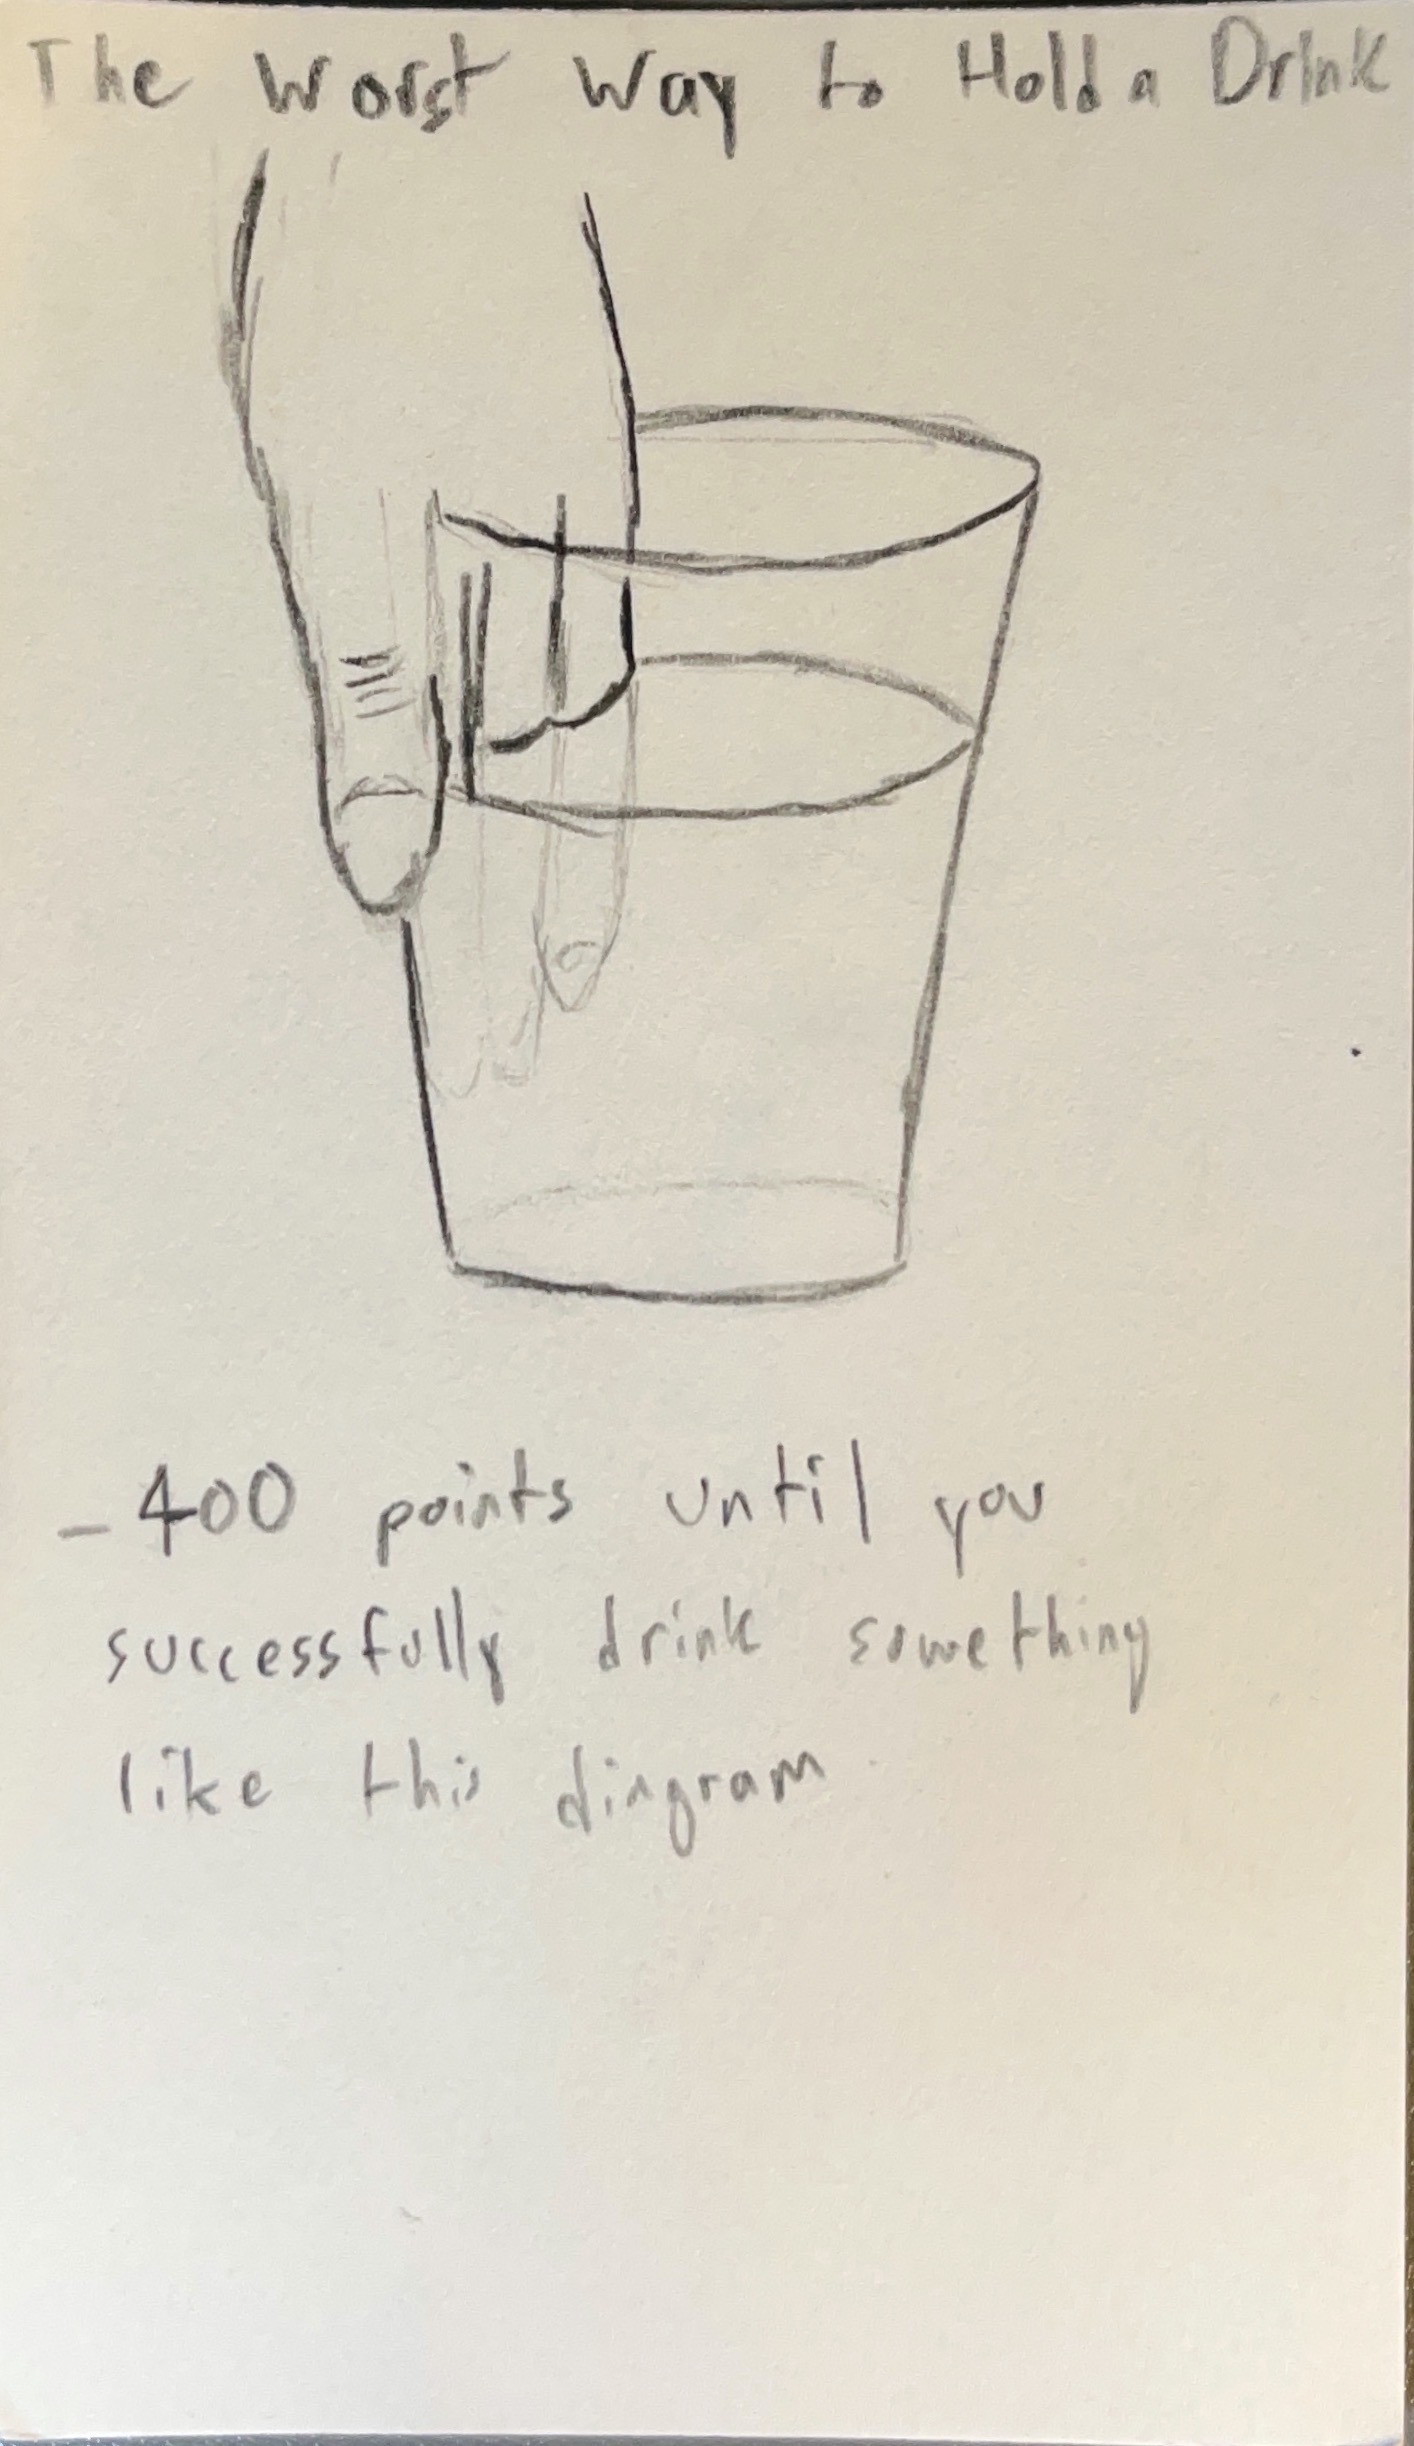 The Worst Way to Hold a Drink
-400 points until you
successfully drink something
like this diagram.